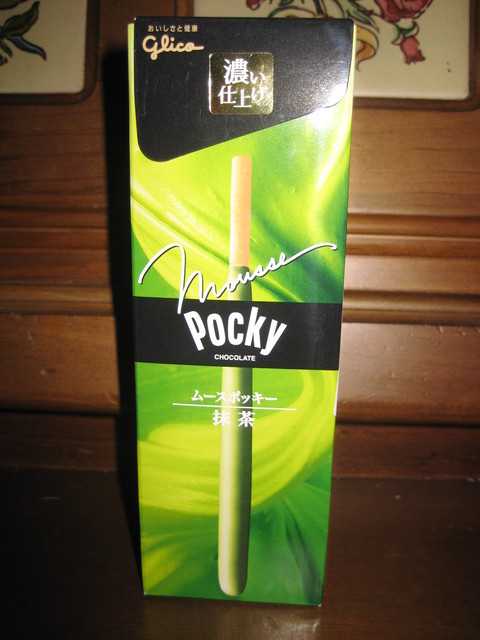 おいしさと健康
Glico
濃い
仕上げ
Mousse
Pocky
CHOCOLATE
ムースポッキー
抹茶